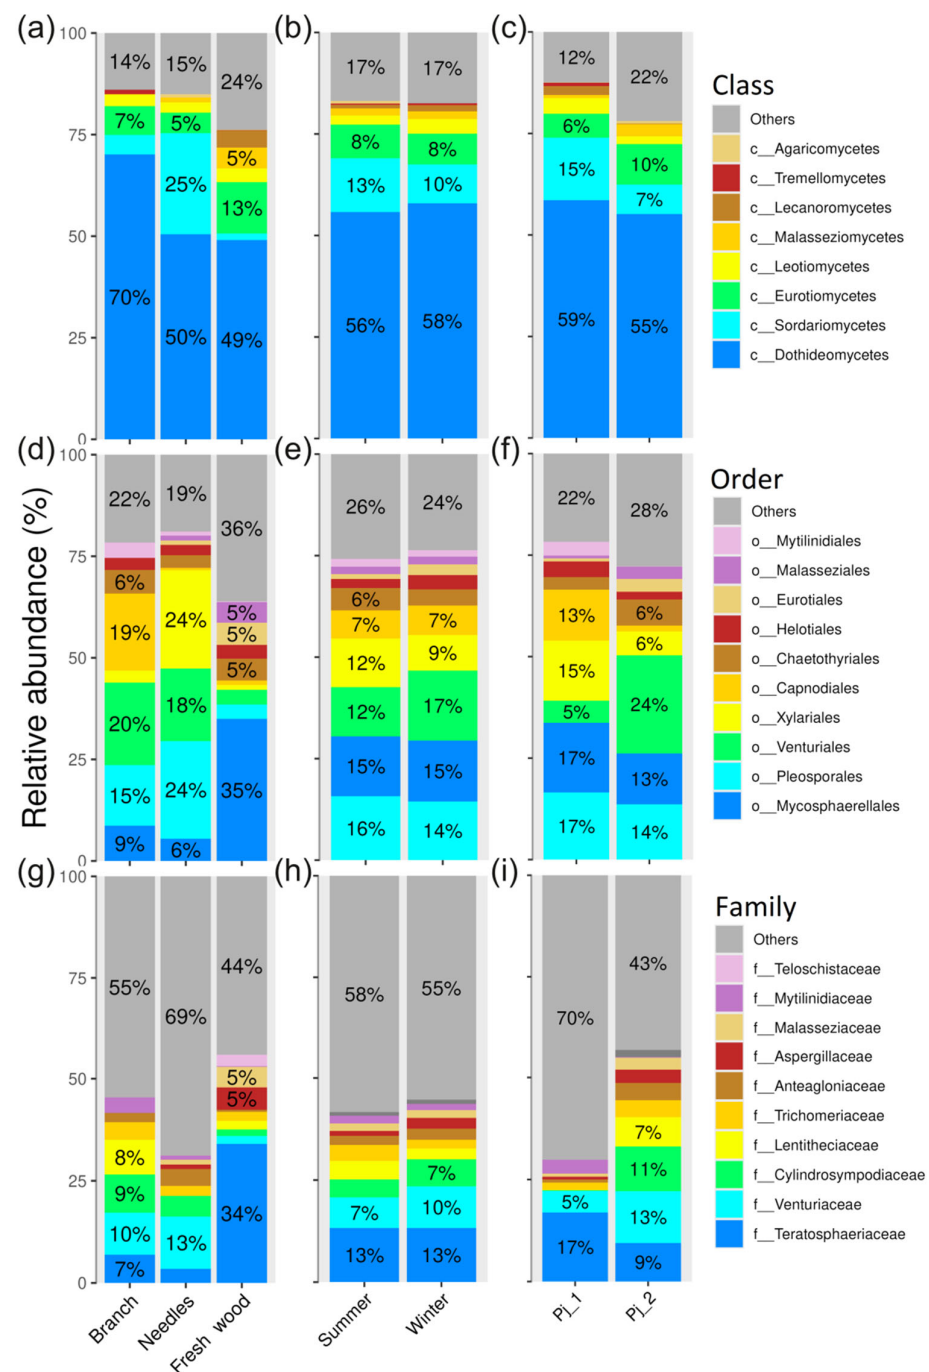 (a)
(b)
(c)
100
75
50
25
0
14%
7%
70%
15%
5%
25%
50%
24%
5%
13%
49%
17%
8%
13%
56%
17%
8%
10%
58%
12%
6%
15%
59%
22%
10%
7%
55%
Class
Others
c__Agaricomycetes
c__Tremellomycetes
c__Lecanoromycetes
c__Malasseziomycetes
c__Leotiomycetes
c__Eurotiomycetes
c__Sordariomycetes
c__Dothideomycetes
Relative abundance (%)
(d)
(e)
(f)
100
75
50
25
0
22%
6%
19%
20%
15%
9%
19%
24%
18%
24%
6%
36%
5%
5%
5%
35%
26%
6%
7%
12%
12%
15%
16%
24%
7%
9%
17%
15%
14%
22%
13%
15%
5%
17%
17%
28%
6%
6%
24%
13%
14%
Order
Others
o__Mytilinidiales
o__Malasseziales
o__Eurotiales
o__Helotiales
o__Chaetothyriales
o__Capnodiales
o__Xylariales
o__Venturiales
o__Pleosporales
o__Mycosphaerellales
(g)
(h)
(i)
100
75
50
25
0
55%
8%
9%
10%
7%
69%
13%
44%
5%
5%
34%
58%
7%
13%
55%
7%
10%
13%
70%
5%
17%
43%
7%
11%
13%
9%
Family
Others
f__Teloschistaceae
f__Mytilinidiaceae
f__Malasseziaceae
f__Aspergillaceae
f__Anteagloniaceae
f__Trichomeriaceae
f__Lentitheciaceae
f__Cylindrosympodiaceae
f__Venturiaceae
f__Teratosphaeriaceae
Branch
Needles
Fresh wood
Summer
Winter
Pj_1
Pj_2